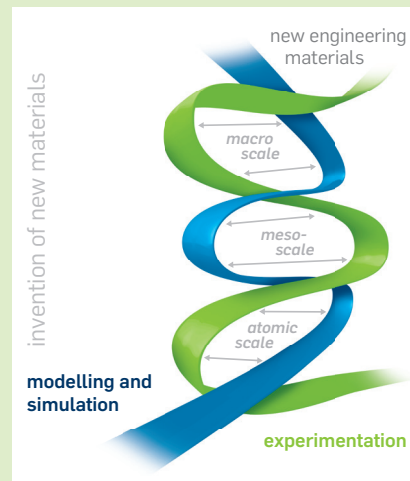 new engineering
materials
invention of new materials
macro
scale
meso-
scale
atomic
scale
modelling and
simulation
experimentation